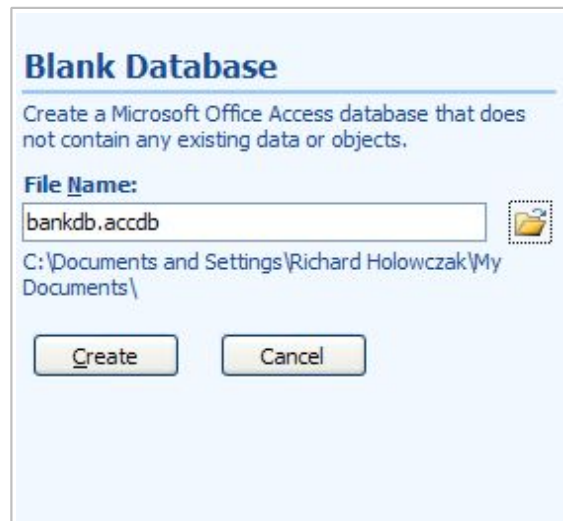 Blank Database
Create a Microsoft Office Access database that does
not contain any existing data or objects.
File Name:
bankdb.accdb
C:\Documents and Settings\Richard Holowczak\My
Documents\
Create Cancel